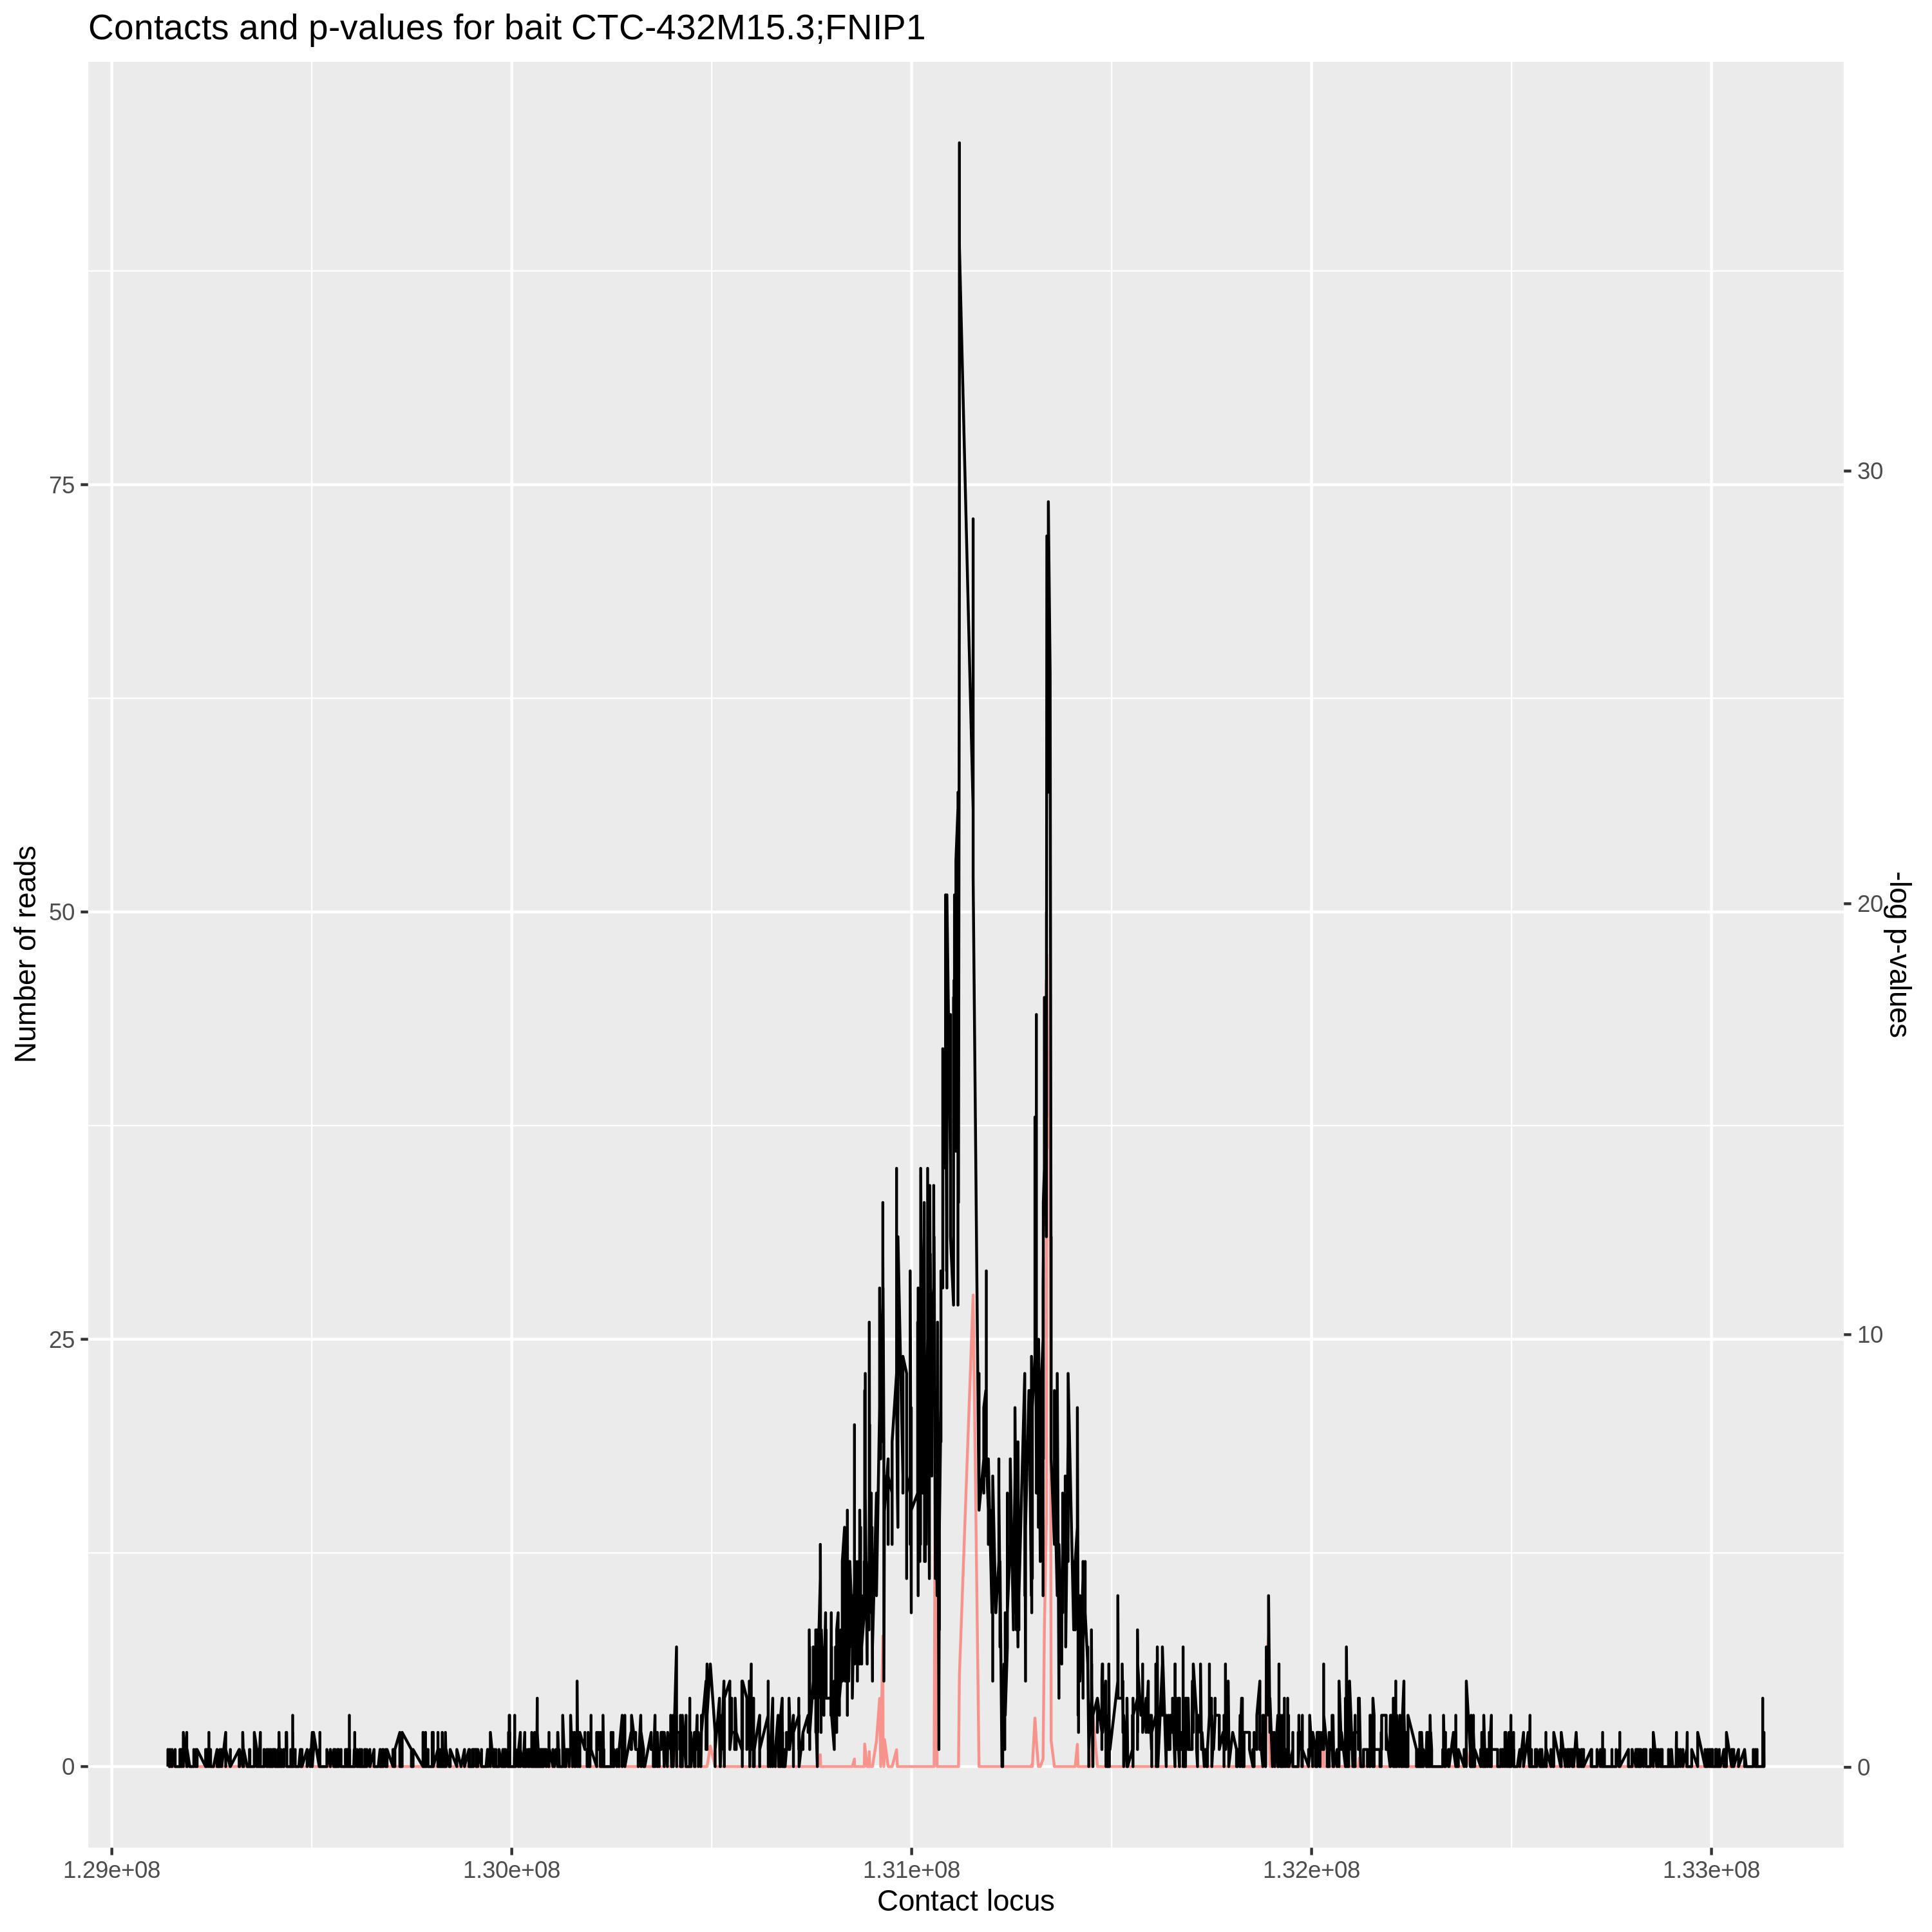 Contacts and p-values for bait CTC-432M15.3;FNIP1
Number of reads
75
50
25
0
30
20
10
0
-log p-values
1.29e+08
1.30e+08
1.31e+08
1.32e+08
1.33e+08
Contact locus